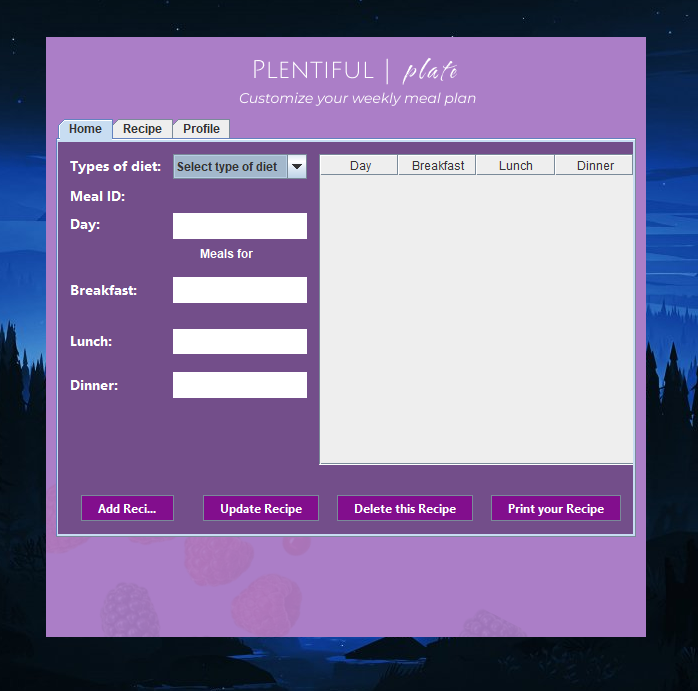 PLENTIFUL | plate
Customize your weekly meal plan
Home Recipe Profile
Types of diet: Select type of diet
Day Breakfast Lunch Dinner
Meal ID:
Day:
Meals for
Breakfast:
Lunch:
Dinner:
Add Reci... Update Recipe Delete this Recipe Print your Recipe